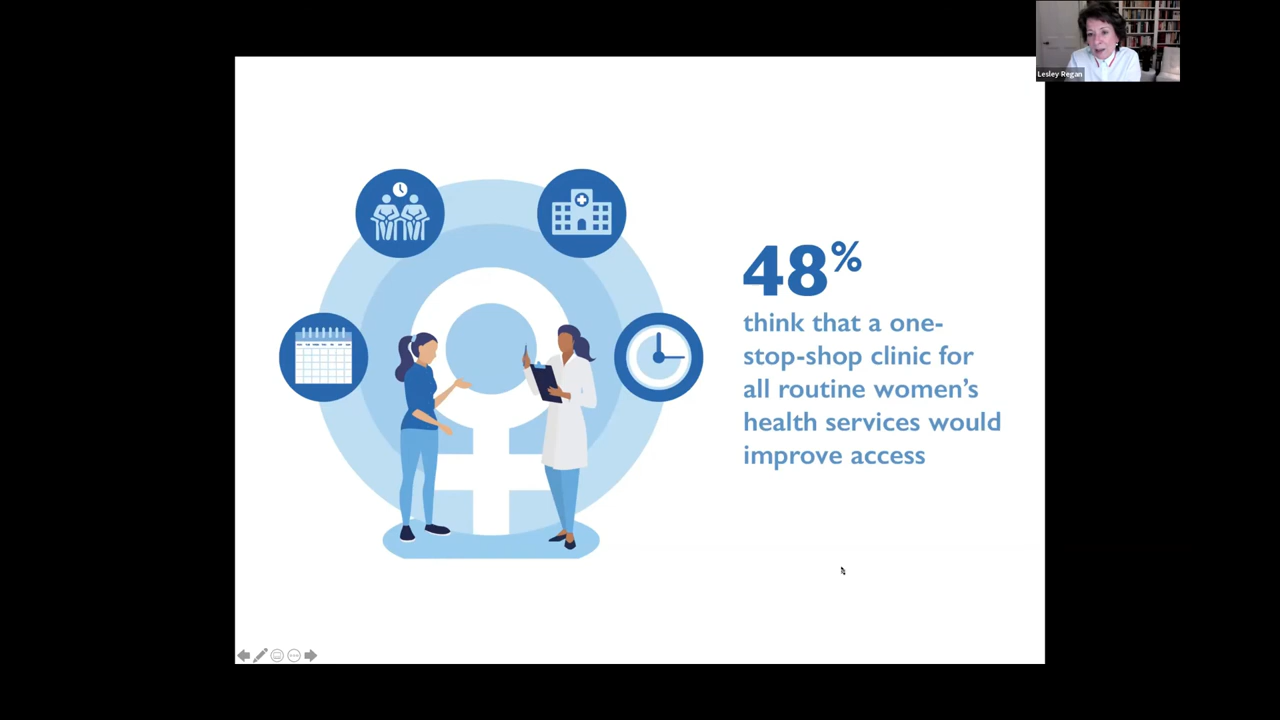 Lesley Regan
48%
think that a one-
stop-shop clinic for
all routine women's
health services would
improve access